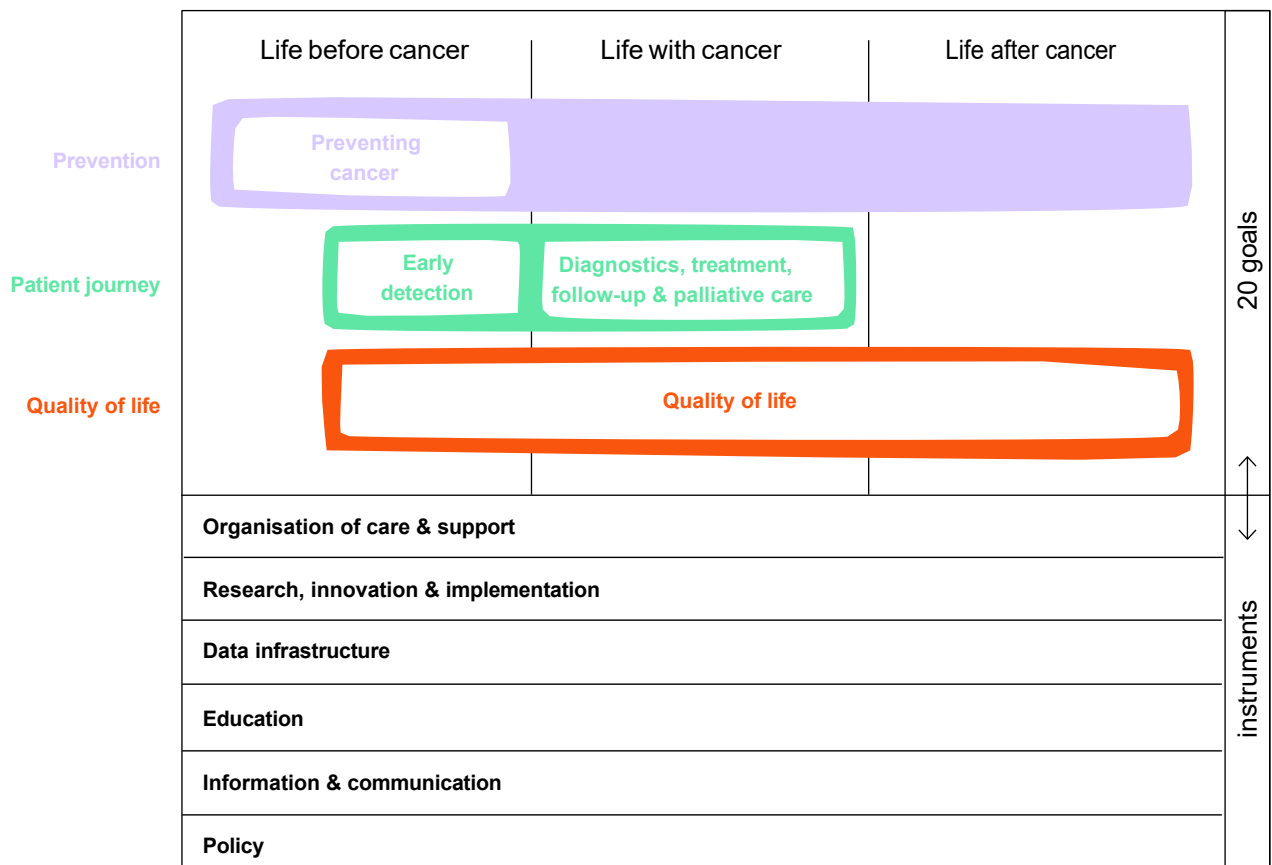 Life before cancer
Life with cancer
Life after cancer
Prevention
Preventing
cancer
Patient journey
Early
detection
Diagnostics, treatment,
follow-up & palliative care
Quality of life
Quality of life
20 goals
Organisation of care & support
Research, innovation & implementation
Data infrastructure
Education
Information & communication
Policy
instruments